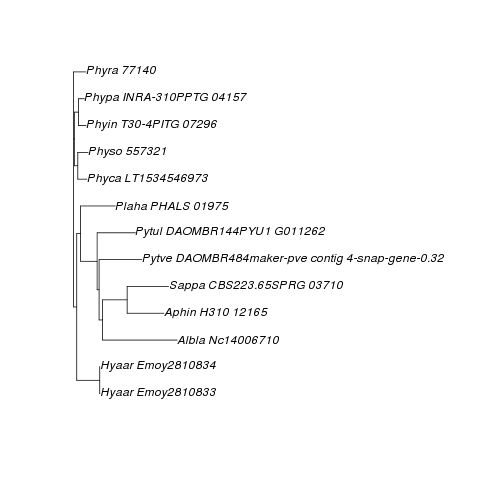 Phyra 77140
Phypa INRA-310PPTG 04157
Phyin T30-4PITG 07296
Physo 557321
Phyca LT1534546973
Plaha PHALS 01975
Pytul DAOMBR144PYU1 G011262
Pytve DAOMBR484maker-pve contig 4-snap-gene-0.32
Sappa CBS223.65SPRG 03710
Aphin H310 12165
Albla Nc14006710
Hyaar Emoy2810834
Hyaar Emoy2810833